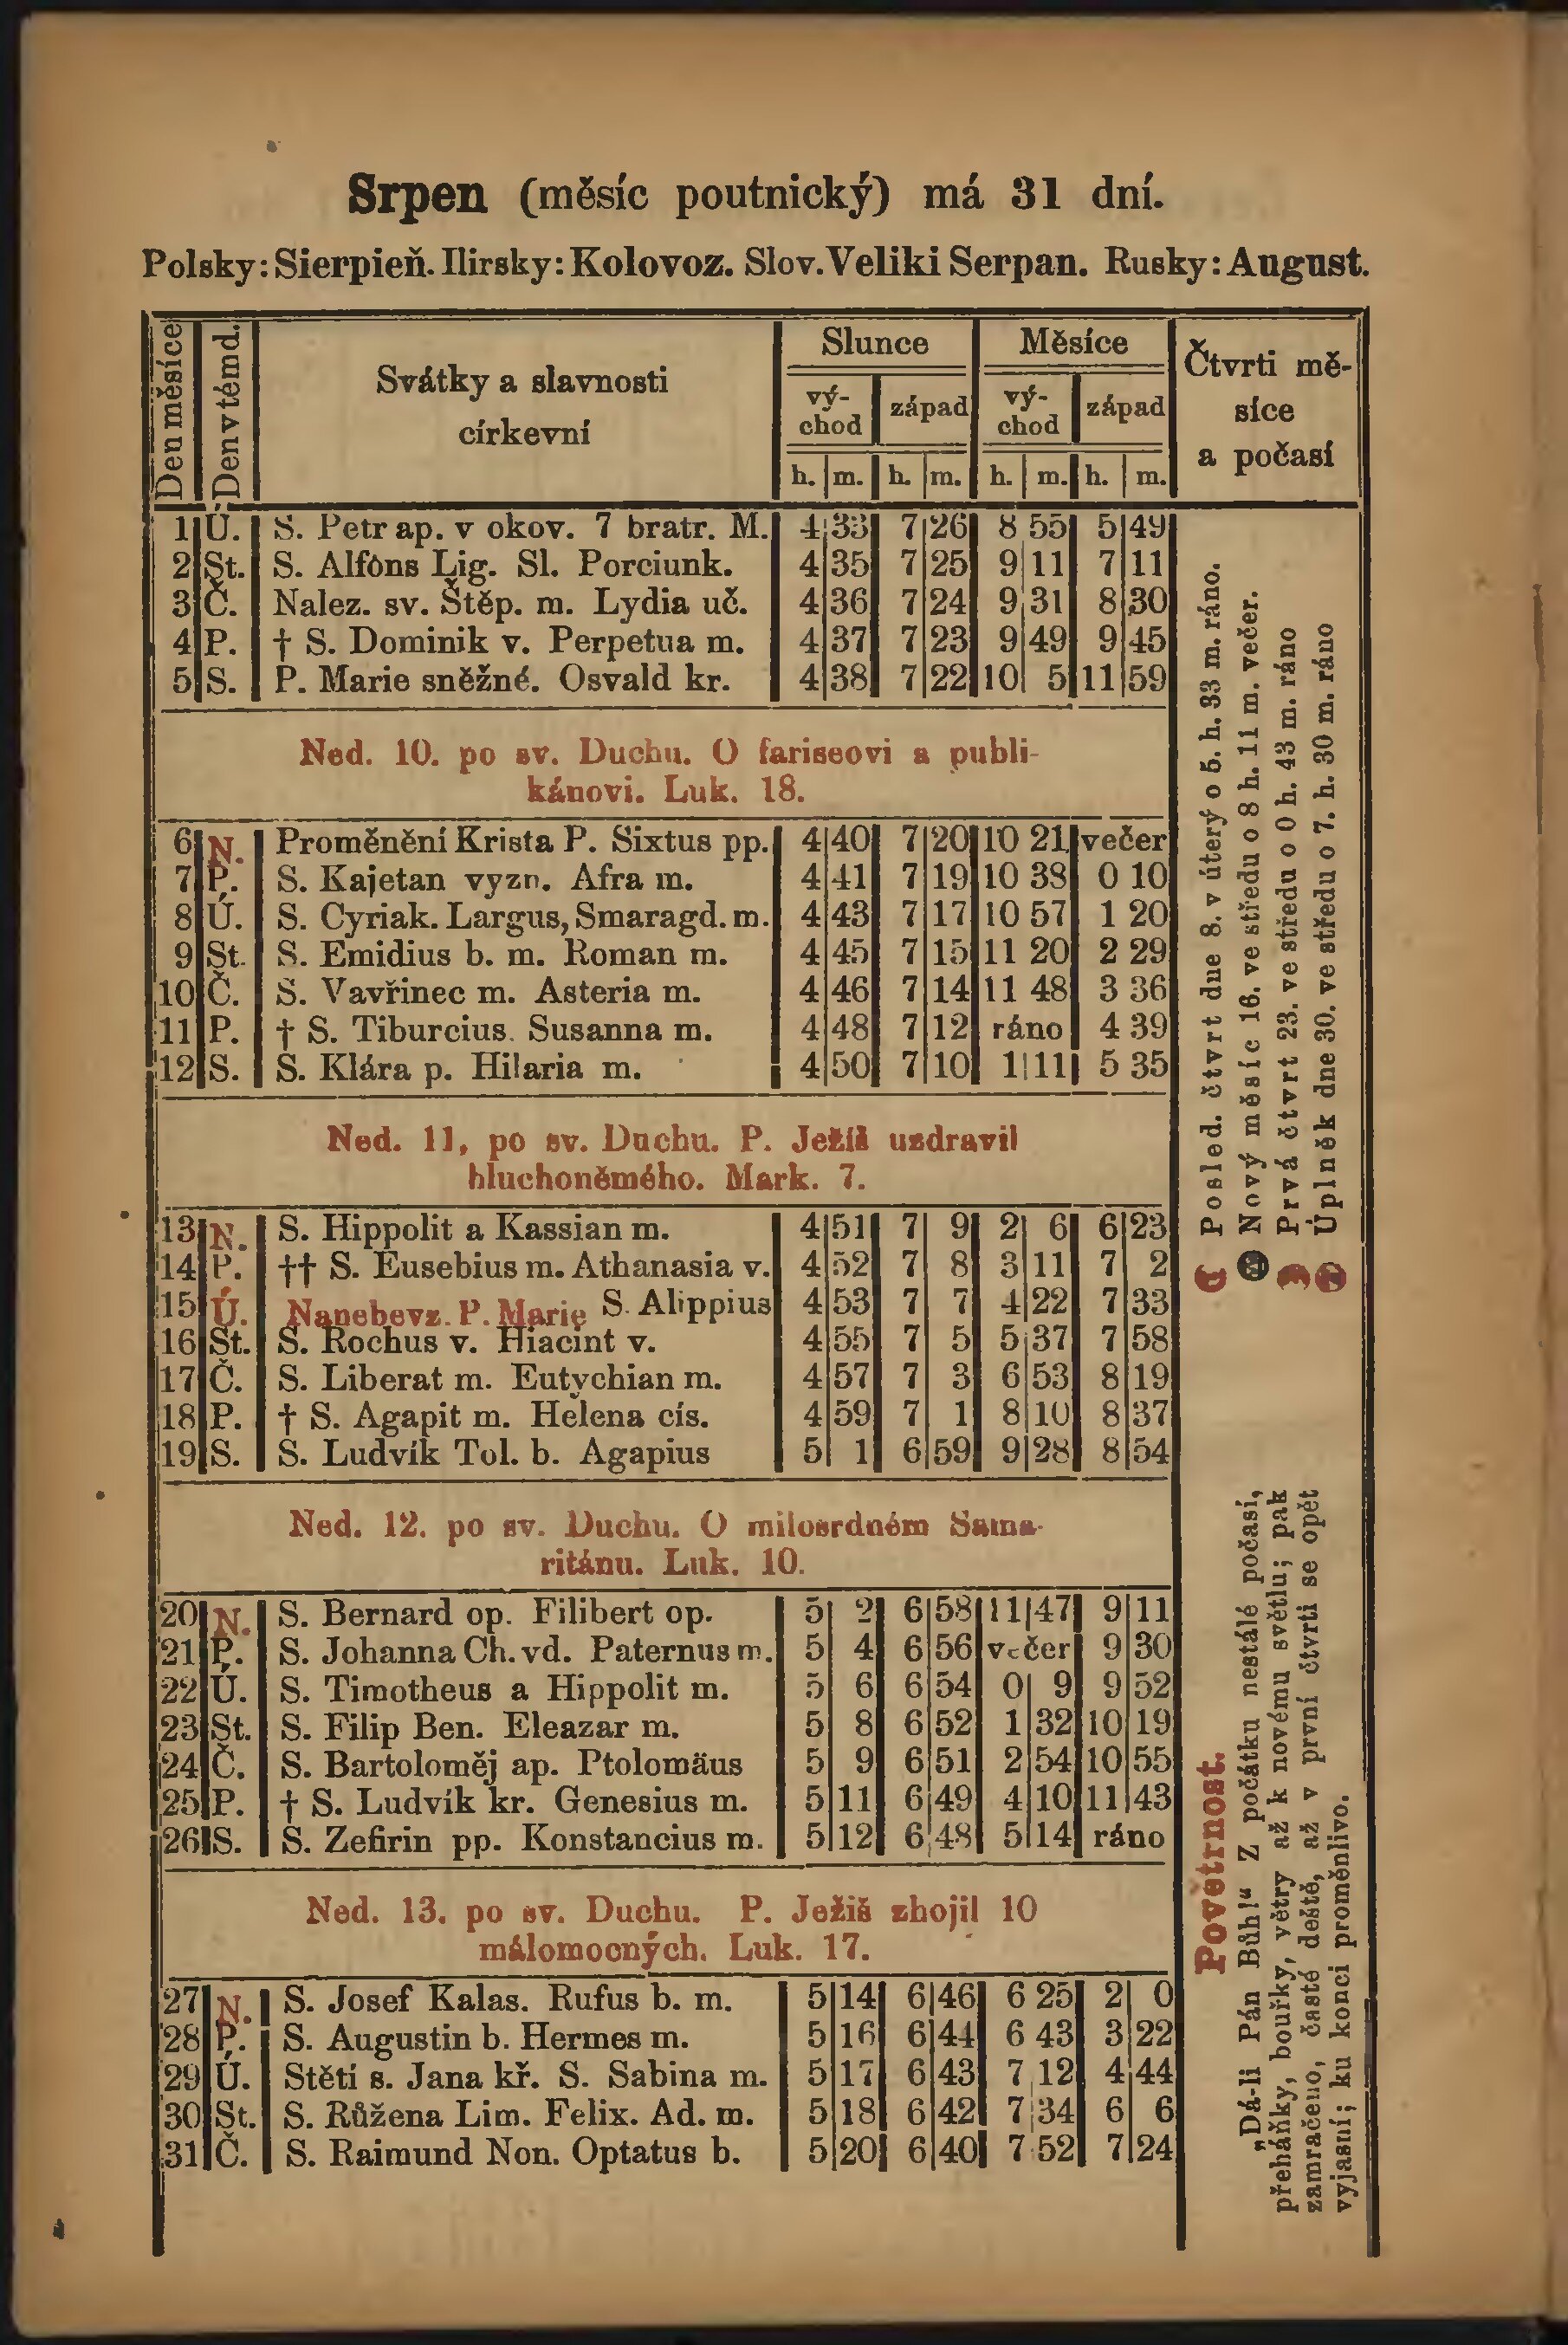 Srpen (měsíc poutnický) má 31 dní.
Polsky: Sierpień. Ilirsky: Kolovoz. Slov. Veliki Serpan. Rusky: August.
Den měsíce
Den v témd.
Svátky a slavnosti
církevní
Slunce
Měsíce
vý-
chod
západ
vý-
chod
západ
h. m. h. m. h. m. h. m.
Čtvrti mě-
síce
a počasí
1 Ú. S. Petr ap. v okov. 7 bratr. M. 4 33 7 26 8 55 5 49
2 St. S. Alfóns Lig. Sl. Porciunk. 4 35 7 25 9 11 7 11
3 Č. Nalez. sv. Štěp. m. Lydia uč. 4 36 7 24 9 31 8 30
4 P. † S. Dominik v. Perpetua m. 4 37 7 23 9 49 9 45
5 S. P. Marie sněžné. Osvald kr. 4 38 7 22 10 5 11 59
Ned. 10. po sv. Duchu. O fariseovi a publi-
kánovi. Luk. 18.
6 N. Proměnění Krista P. Sixtus pp. 4 40 7 20 10 21 večer
7 P. S. Kajetan vyzn. Afra m. 4 41 7 19 10 38 0 10
8 Ú. S. Cyriak. Largus, Smaragd. m. 4 43 7 17 10 57 1 20
9 St. S. Emidius b. m. Roman m. 4 45 7 15 11 20 2 29
10 Č. S. Vavřinec m. Asteria m. 4 46 7 14 11 48 3 36
11 P. † S. Tiburcius. Susanna m. 4 48 7 12 ráno 4 39
12 S. S. Klára p. Hilaria m. 4 50 7 10 1 11 5 35
Ned. 11, po sv. Duchu. P. Ježíš uzdravil
hluchoněmého. Mark. 7.
13 N. S. Hippolit a Kassian m. 4 51 7 9 2 6 6 23
14 P. †† S. Eusebius m. Athanasia v. 4 52 7 8 3 11 7 2
15 Ú. Nanebevz. P. Marie S. Alippius 4 53 7 7 4 22 7 33
16 St. S. Rochus v. Hiacint v. 4 55 7 5 5 37 7 58
17 Č. S. Liberat m. Eutychian m. 4 57 7 3 6 53 8 19
18 P. † S. Agapit m. Helena cís. 4 59 7 1 8 10 8 37
19 S. S. Ludvík Tol. b. Agapius 5 1 6 59 9 28 8 54
Ned. 12. po sv. Duchu. O milosrdném Sama-
ritánu. Luk. 10.
20 N. S. Bernard op. Filibert op. 5 2 6 58 11 47 9 11
21 P. S. Johanna Ch. vd. Paternus m. 5 4 6 56 večer 9 30
22 Ú. S. Timotheus a Hippolit m. 5 6 6 54 0 9 9 52
23 St. S. Filip Ben. Eleazar m. 5 8 6 52 1 32 10 19
24 Č. S. Bartoloměj ap. Ptolomäus 5 9 6 51 2 54 10 55
25 P. † S. Ludvík kr. Genesius m. 5 11 6 49 4 10 11 43
26 S. S. Zefirin pp. Konstancius m. 5 12 6 48 5 14 ráno
Ned. 13. po sv. Duchu. P. Ježiš zhojil 10
málomocných. Luk. 17.
27 N. S. Josef Kalas. Rufus b. m. 5 14 6 46 6 25 2 0
28 P. S. Augustin b. Hermes m. 5 16 6 44 6 43 3 22
29 Ú. Stětí s. Jana kř. S. Sabina m. 5 17 6 43 7 12 4 44
30 St. S. Růžena Lim. Felix. Ad. m. 5 18 6 42 7 34 6 6
31 Č. S. Raimund Non. Optatus b. 5 20 6 40 7 52 7 24
Posled. čtvrt dne 8. v úterý o 5. h. 33 m. ráno.
Nový měsíc 16. ve středu o 8 h. 11 m. večer.
Prvá čtvrt 23. ve středu o 0 h. 43 m. ráno
Úplněk dne 30. ve středu o 7. h. 30 m. ráno
Povětrnost.
„Dá-li Pán Bůh!“ Z počátku nestálé počasí,
přeháňky, bouřky, větry až k novému světlu; pak
zamračeno, časté deště, až v první čtvrti se opět
vyjasní; ku konci proměnlivo.